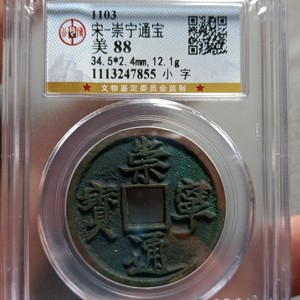 1103
宋-崇宁通宝
美 88
34.5*2.4mm,12.1g
1113247855 小 字
★文物鉴定委员会监制★
崇
寳 寧
通